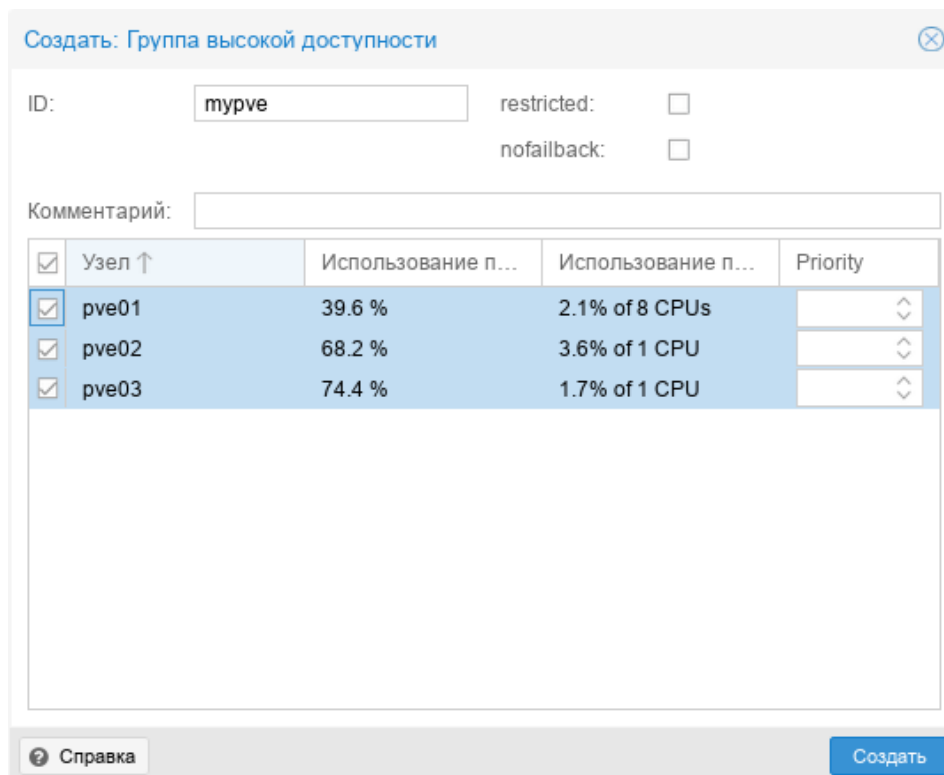 Создать: Группа высокой доступности
ID: mypve restricted:
nofailback:
Комментарий:
Узел Использование п... Использование п... Priority
pve01 39.6 % 2.1% of 8 CPUs
pve02 68.2 % 3.6% of 1 CPU
pve03 74.4 % 1.7% of 1 CPU
Справка Создать